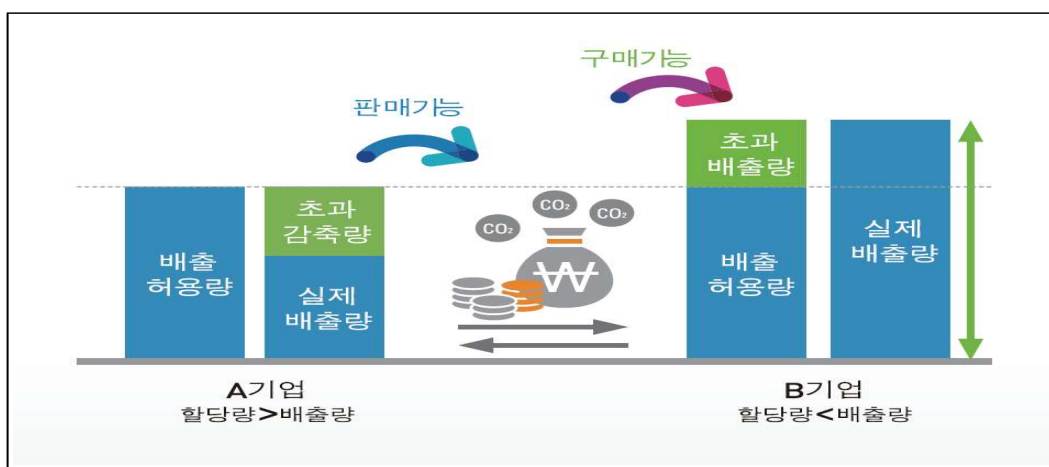 구매가능
판매가능
초과
배출량
초과
감축량
배출
허용량
실제
배출량
CO₂
CO₂
CO₂
₩
배출
허용량
실제
배출량
A기업
할당량>배출량
B기업
할당량<배출량